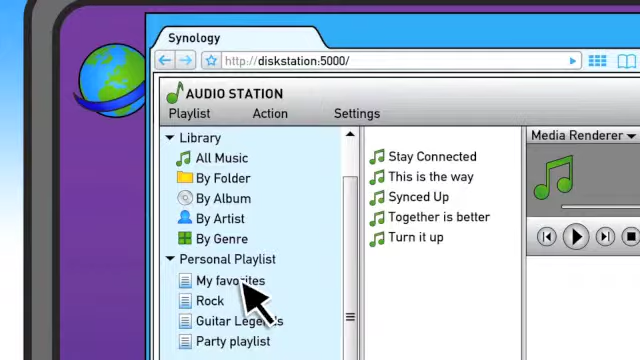 Synology
http://diskstation:5000/
AUDIO STATION
Playlist Action Settings
Library
All Music
By Folder
By Album
By Artist
By Genre
Personal Playlist
My favorites
Rock
Guitar Legends
Party playlist
Stay Connected
This is the way
Synced Up
Together is better
Turn it up
Media Renderer